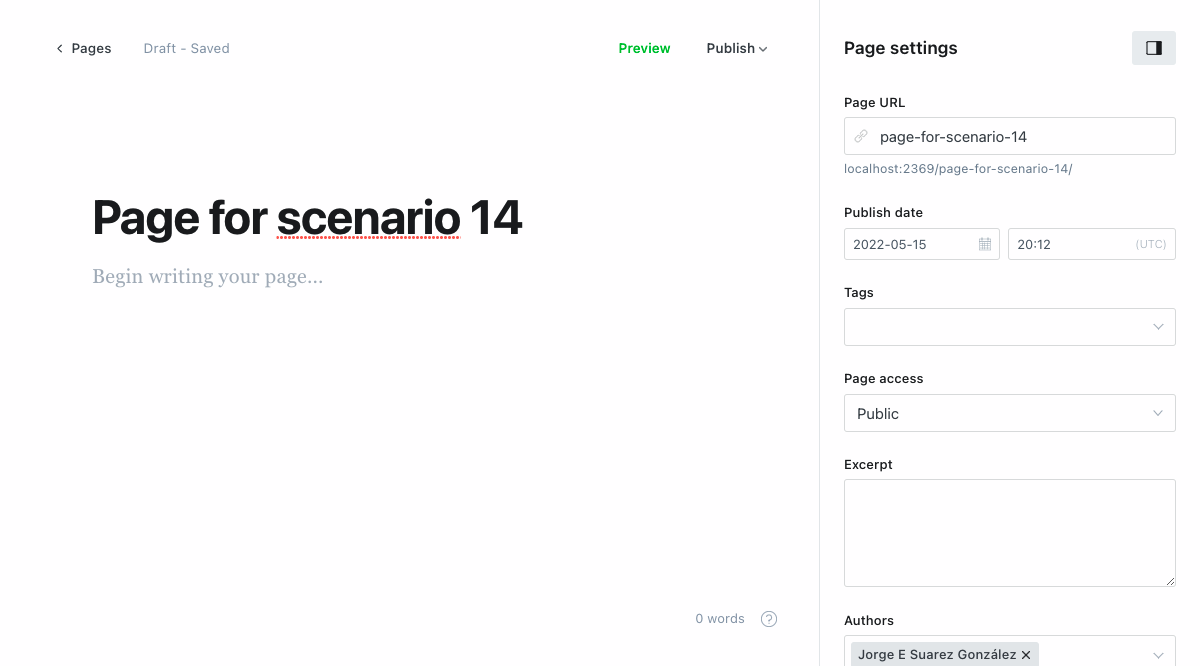 Pages
Draft - Saved
Preview
Publish
Page for scenario 14
Begin writing your page...
0 words
?
Page settings
Page URL
page-for-scenario-14
localhost:2369/page-for-scenario-14/
Publish date
2022-05-15
20:12
(UTC)
Tags
Page access
Public
Excerpt
Authors
Jorge E Suarez González ×